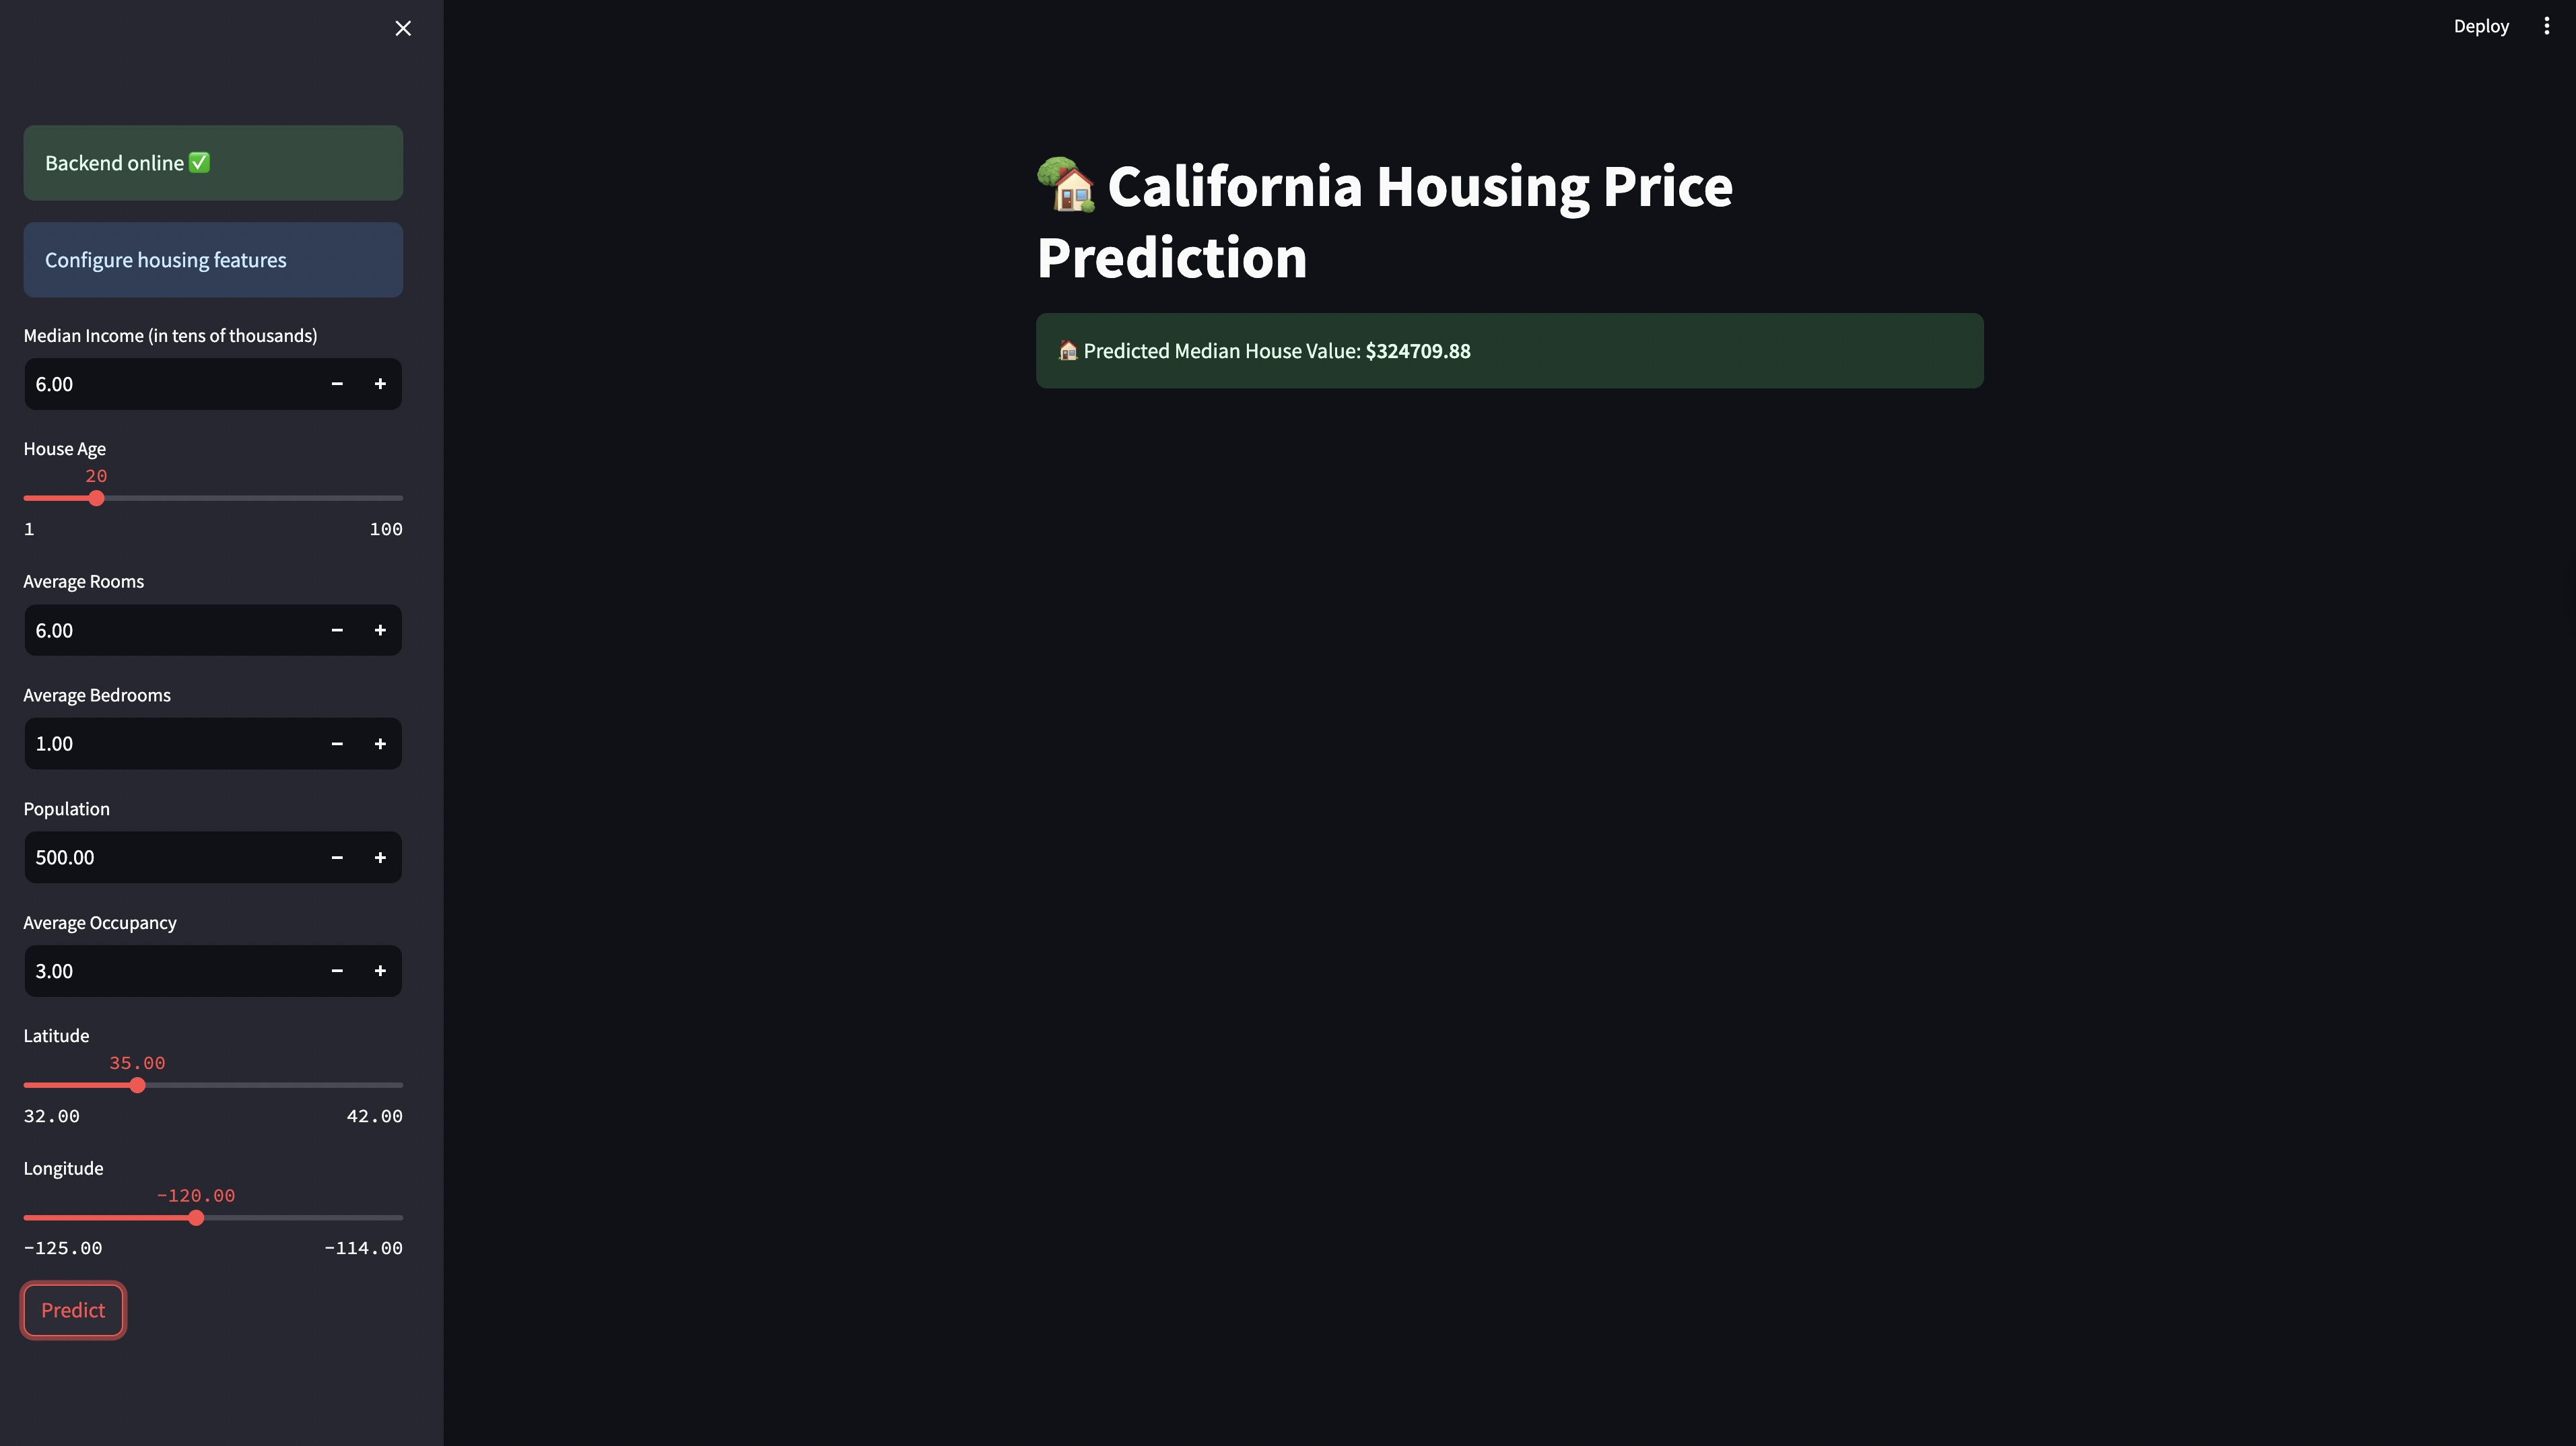 Deploy
Backend online ✅
Configure housing features
Median Income (in tens of thousands)
6.00 − +
House Age
20
1 100
Average Rooms
6.00 − +
Average Bedrooms
1.00 − +
Population
500.00 − +
Average Occupancy
3.00 − +
Latitude
35.00
32.00 42.00
Longitude
-120.00
-125.00 -114.00
Predict
🏡 California Housing Price
Prediction
🏠 Predicted Median House Value: $324709.88